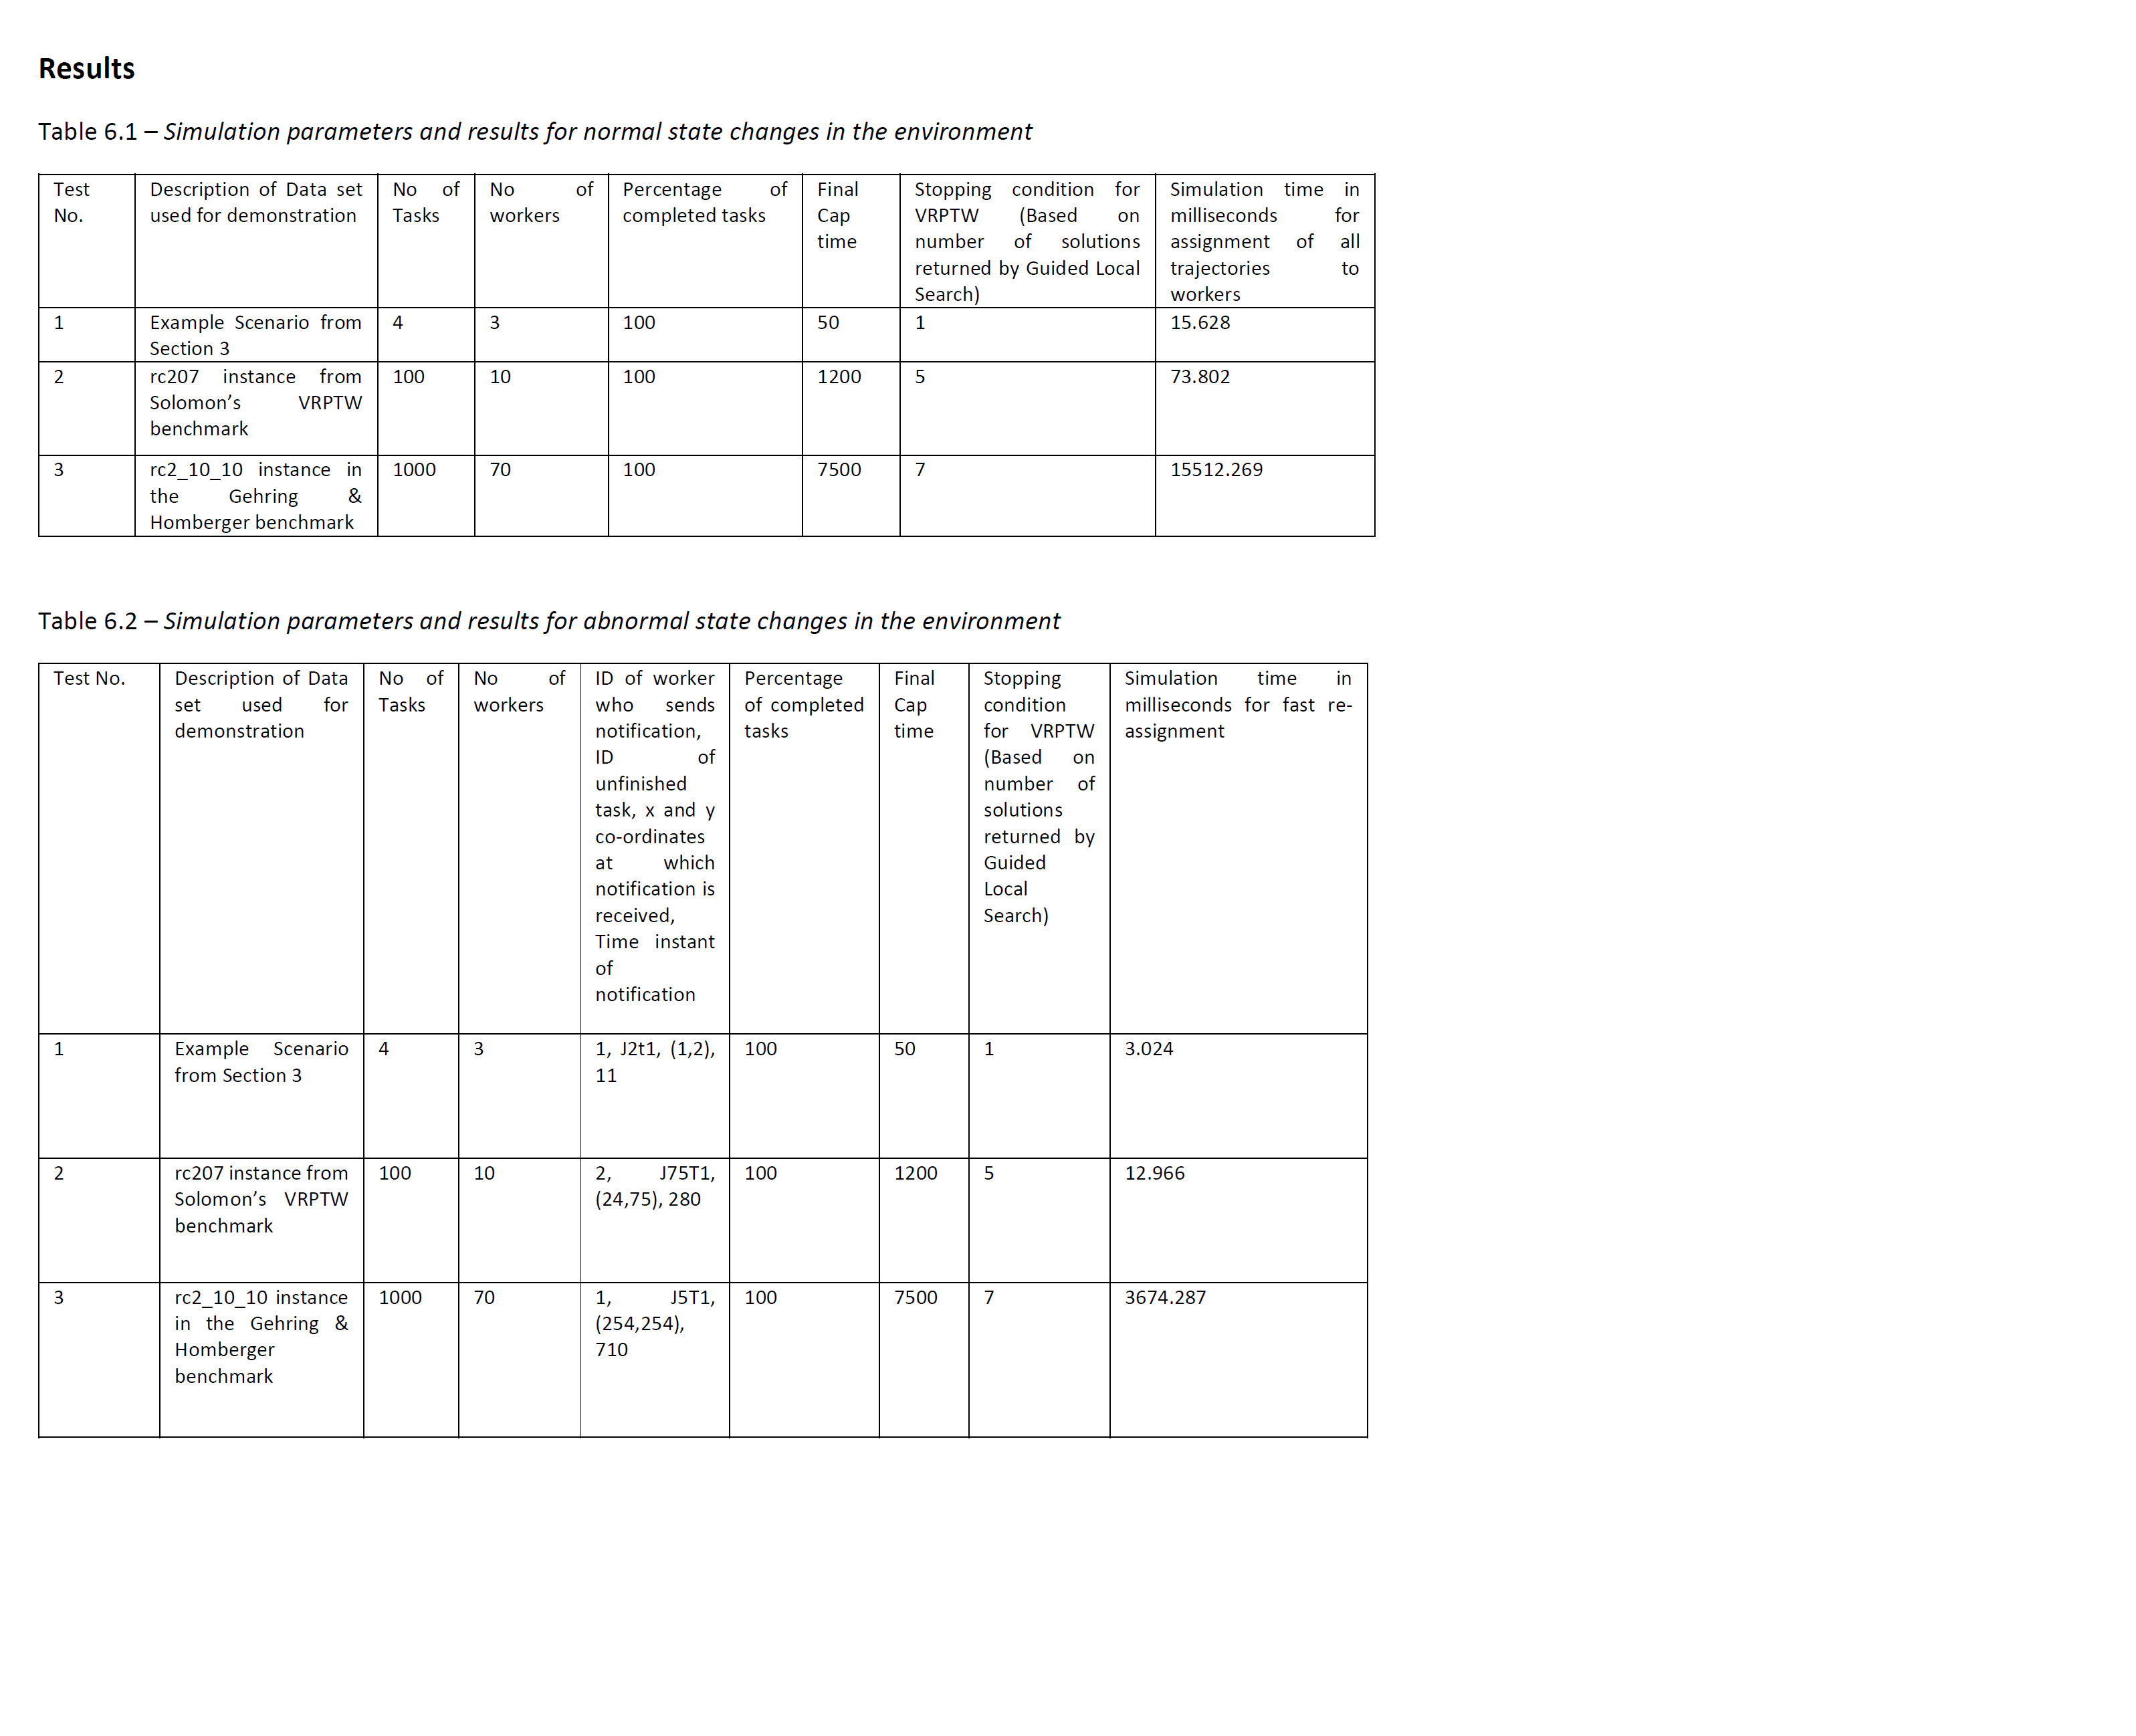 Results
Table 6.1 – Simulation parameters and results for normal state changes in the environment
Test No.
Description of Data set used for demonstration
No of Tasks
No of workers
Percentage of completed tasks
Final Cap time
Stopping condition for VRPTW (Based on number of solutions returned by Guided Local Search)
Simulation time in milliseconds for assignment of all trajectories to workers
1
Example Scenario from Section 3
4
3
100
50
1
15.628
2
rc207 instance from Solomon’s VRPTW benchmark
100
10
100
1200
5
73.802
3
rc2_10_10 instance in the Gehring & Homberger benchmark
1000
70
100
7500
7
15512.269
Table 6.2 – Simulation parameters and results for abnormal state changes in the environment
Test No.
Description of Data set used for demonstration
No of Tasks
No of workers
ID of worker who sends notification, ID of unfinished task, x and y co-ordinates at which notification is received, Time instant of notification
Percentage of completed tasks
Final Cap time
Stopping condition for VRPTW (Based on number of solutions returned by Guided Local Search)
Simulation time in milliseconds for fast re-assignment
1
Example Scenario from Section 3
4
3
1, J2t1, (1,2), 11
100
50
1
3.024
2
rc207 instance from Solomon’s VRPTW benchmark
100
10
2, J75T1, (24,75), 280
100
1200
5
12.966
3
rc2_10_10 instance in the Gehring & Homberger benchmark
1000
70
1, J5T1, (254,254), 710
100
7500
7
3674.287